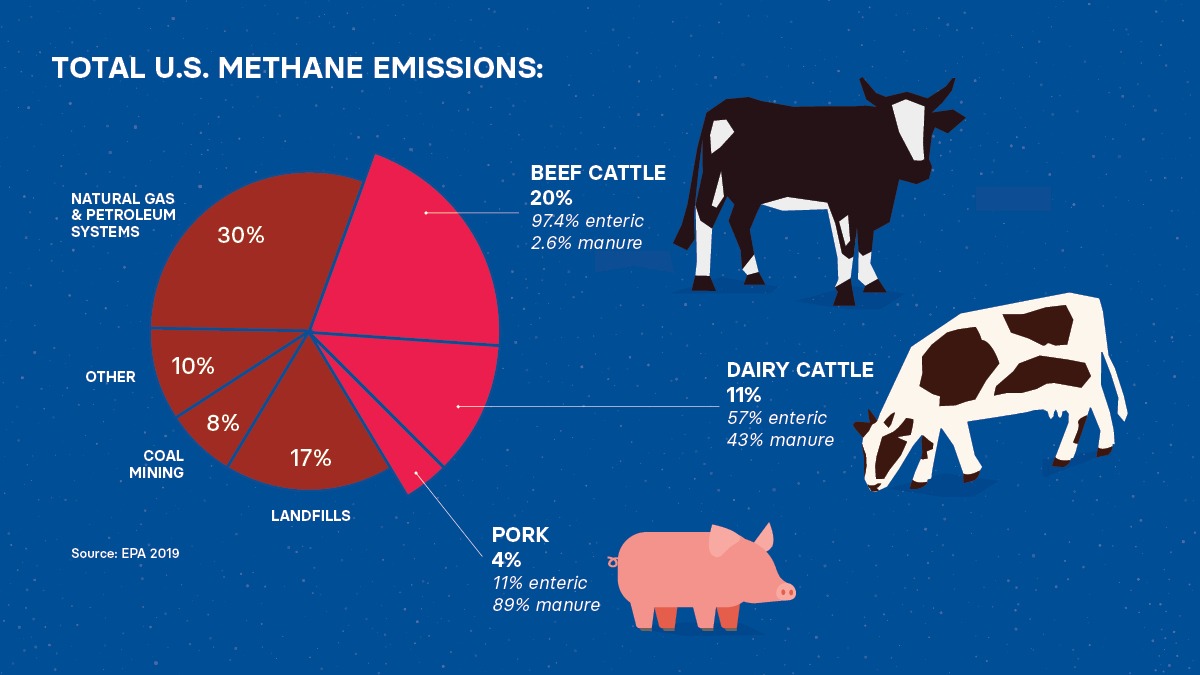 TOTAL U.S. METHANE EMISSIONS:
NATURAL GAS
& PETROLEUM
SYSTEMS
30%
BEEF CATTLE
20%
97.4% enteric
2.6% manure
OTHER
10%
DAIRY CATTLE
11%
57% enteric
43% manure
8%
COAL
MINING
17%
LANDFILLS
PORK
4%
11% enteric
89% manure
Source: EPA 2019